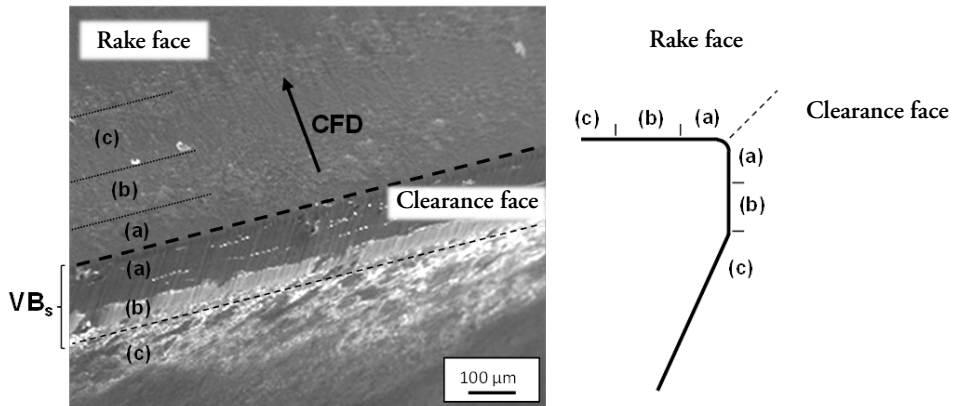 Rake face
(c)
CFD
(b)
(a)
Clearance face
(a)
VBs
(b)
(c)
100 μm
Rake face
Clearance face
(c) (b) (a)
(a)
(b)
(c)